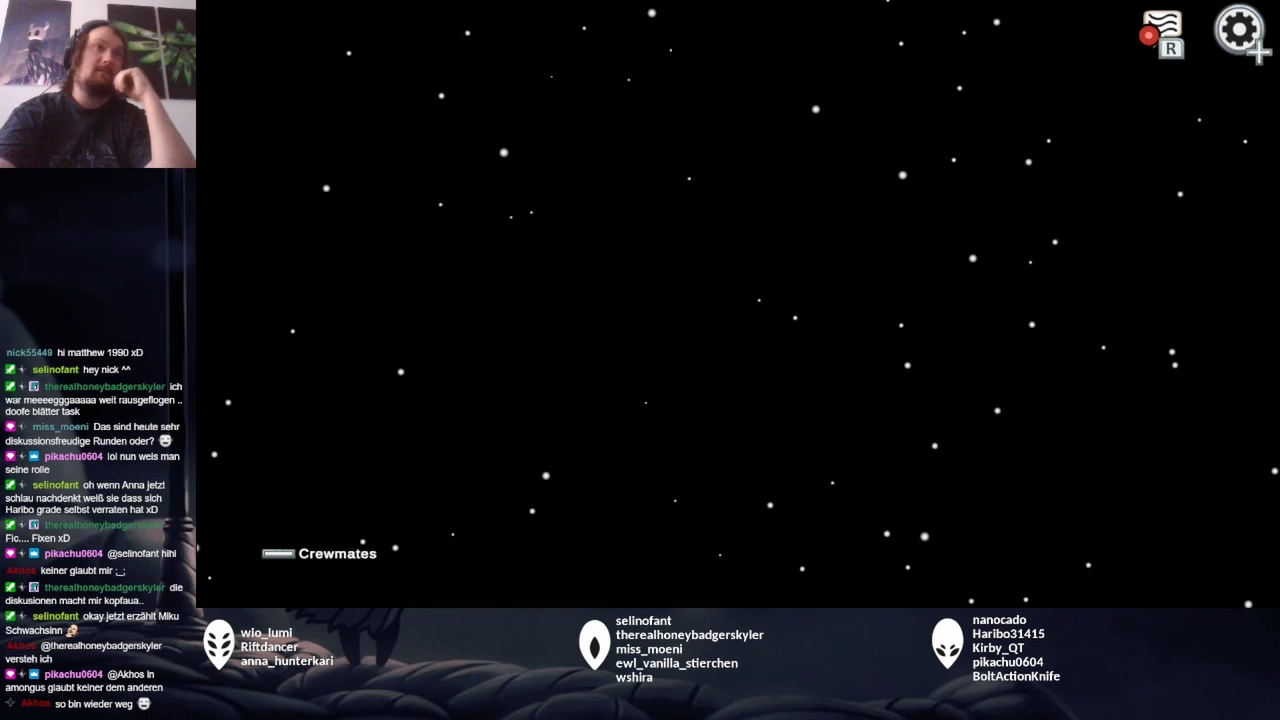 R
nick55449 hi matthew 1990 xD
selinofant hey nick ^^
therealhoneybadgerskyler ich
war meeeegggaaaaa weit rausgeflogen ..
doofe blätter task
miss_moeni Das sind heute sehr
diskussionsfreudige Runden oder?
pikachu0604 lol nun weis man
seine rolle
selinofant oh wenn Anna jetzt
schlau nachdenkt weiß sie dass sich
Haribo grade selbst verraten hat xD
therealhoneybadgerskyler
Fic.... Fixen xD
pikachu0604 @selinofant hihi
Akhos keiner glaubt mir ;_;
therealhoneybadgerskyler die
diskusionen macht mir kopfaua..
selinofant okay jetzt erzählt Miku
Schwachsinn
Akhos @therealhoneybadgerskyler
versteh ich
pikachu0604 @Akhos in
amongus glaubt keiner dem anderen
Akhos so bin wieder weg
Crewmates
wio_lumi
Riftdancer
anna_hunterkari
selinofant
therealhoneybadgerskyler
miss_moeni
ewl_vanilla_stierchen
wshira
nanocado
Haribo31415
Kirby_QT
pikachu0604
BoltActionKnife